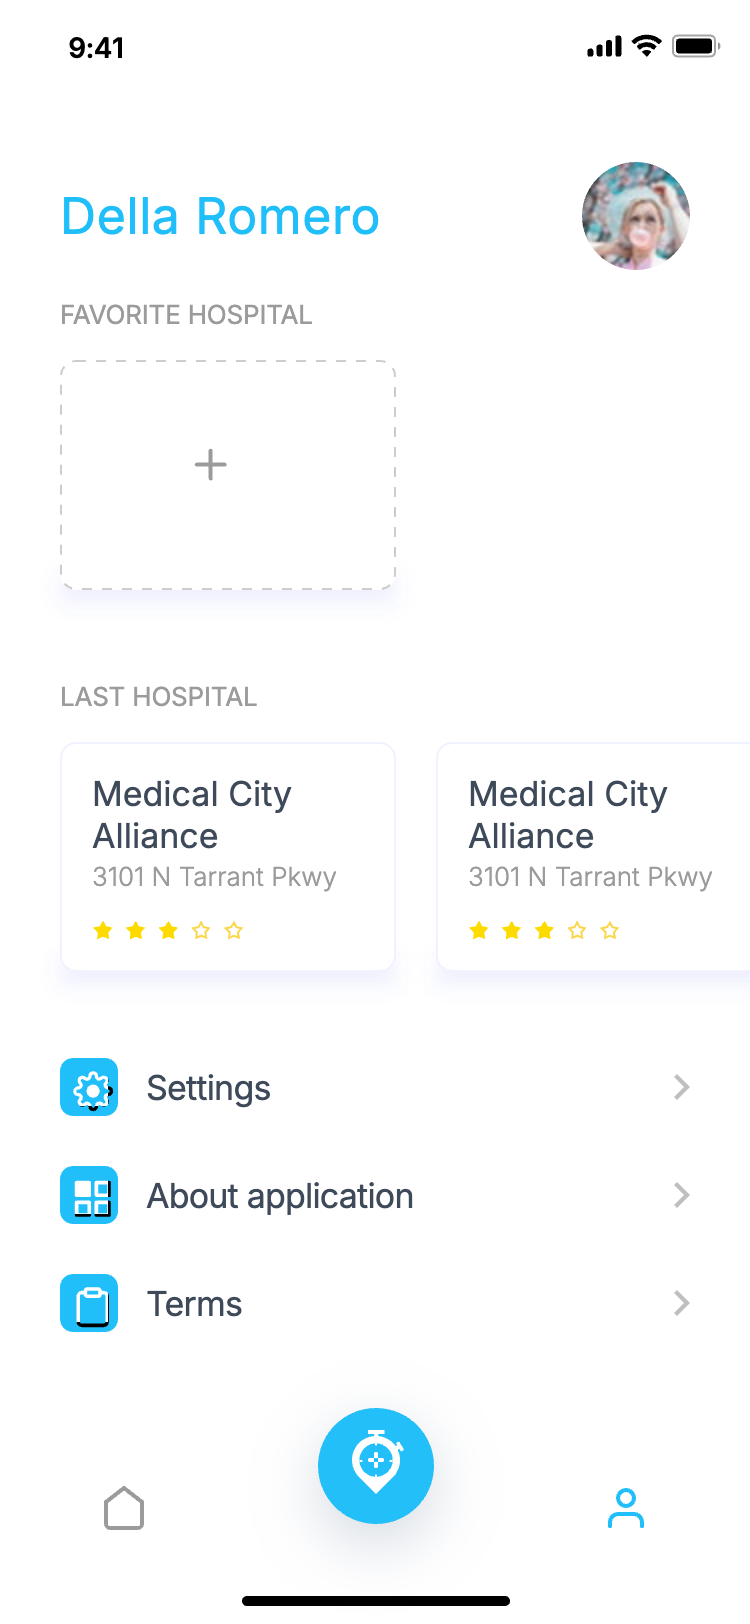 9:41
Della Romero
FAVORITE HOSPITAL
LAST HOSPITAL
Medical City
Alliance
3101 N Tarrant Pkwy
Medical City
Alliance
3101 N Tarrant Pkwy
Settings
About application
Terms